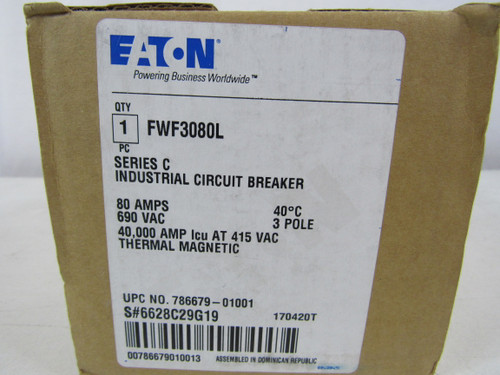 EATON
Powering Business Worldwide™
QTY
1 FWF3080L
PC
SERIES C
INDUSTRIAL CIRCUIT BREAKER
80 AMPS 40°C
690 VAC 3 POLE
40,000 AMP Icu AT 415 VAC
THERMAL MAGNETIC
UPC NO. 786679-01001
S#6628C29G19 170420T
00786679010013 ASSEMBLED IN DOMINICAN REPUBLIC